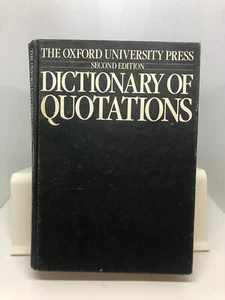 THE OXFORD UNIVERSITY PRESS
SECOND EDITION
DICTIONARY OF
QUOTATIONS